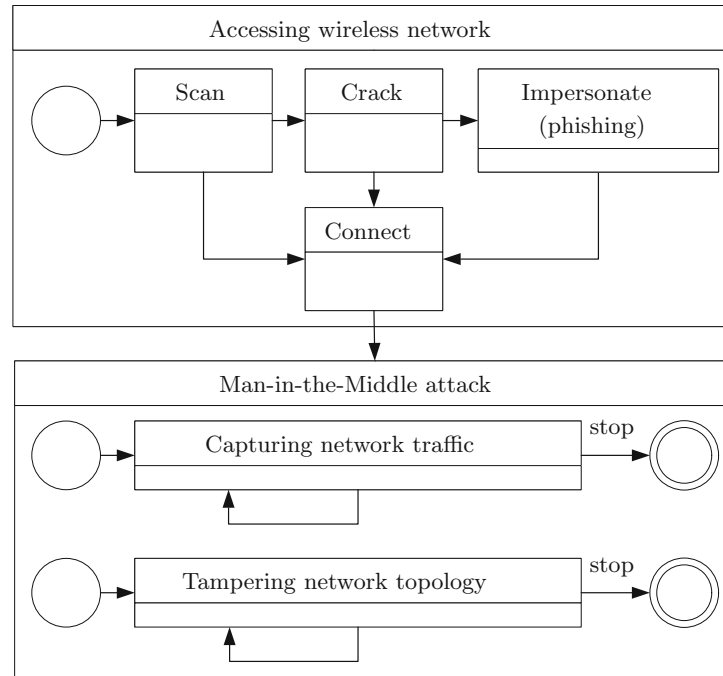 Accessing wireless network
Scan
Crack
Impersonate
(phishing)
Connect
Man-in-the-Middle attack
Capturing network traffic
stop
Tampering network topology
stop